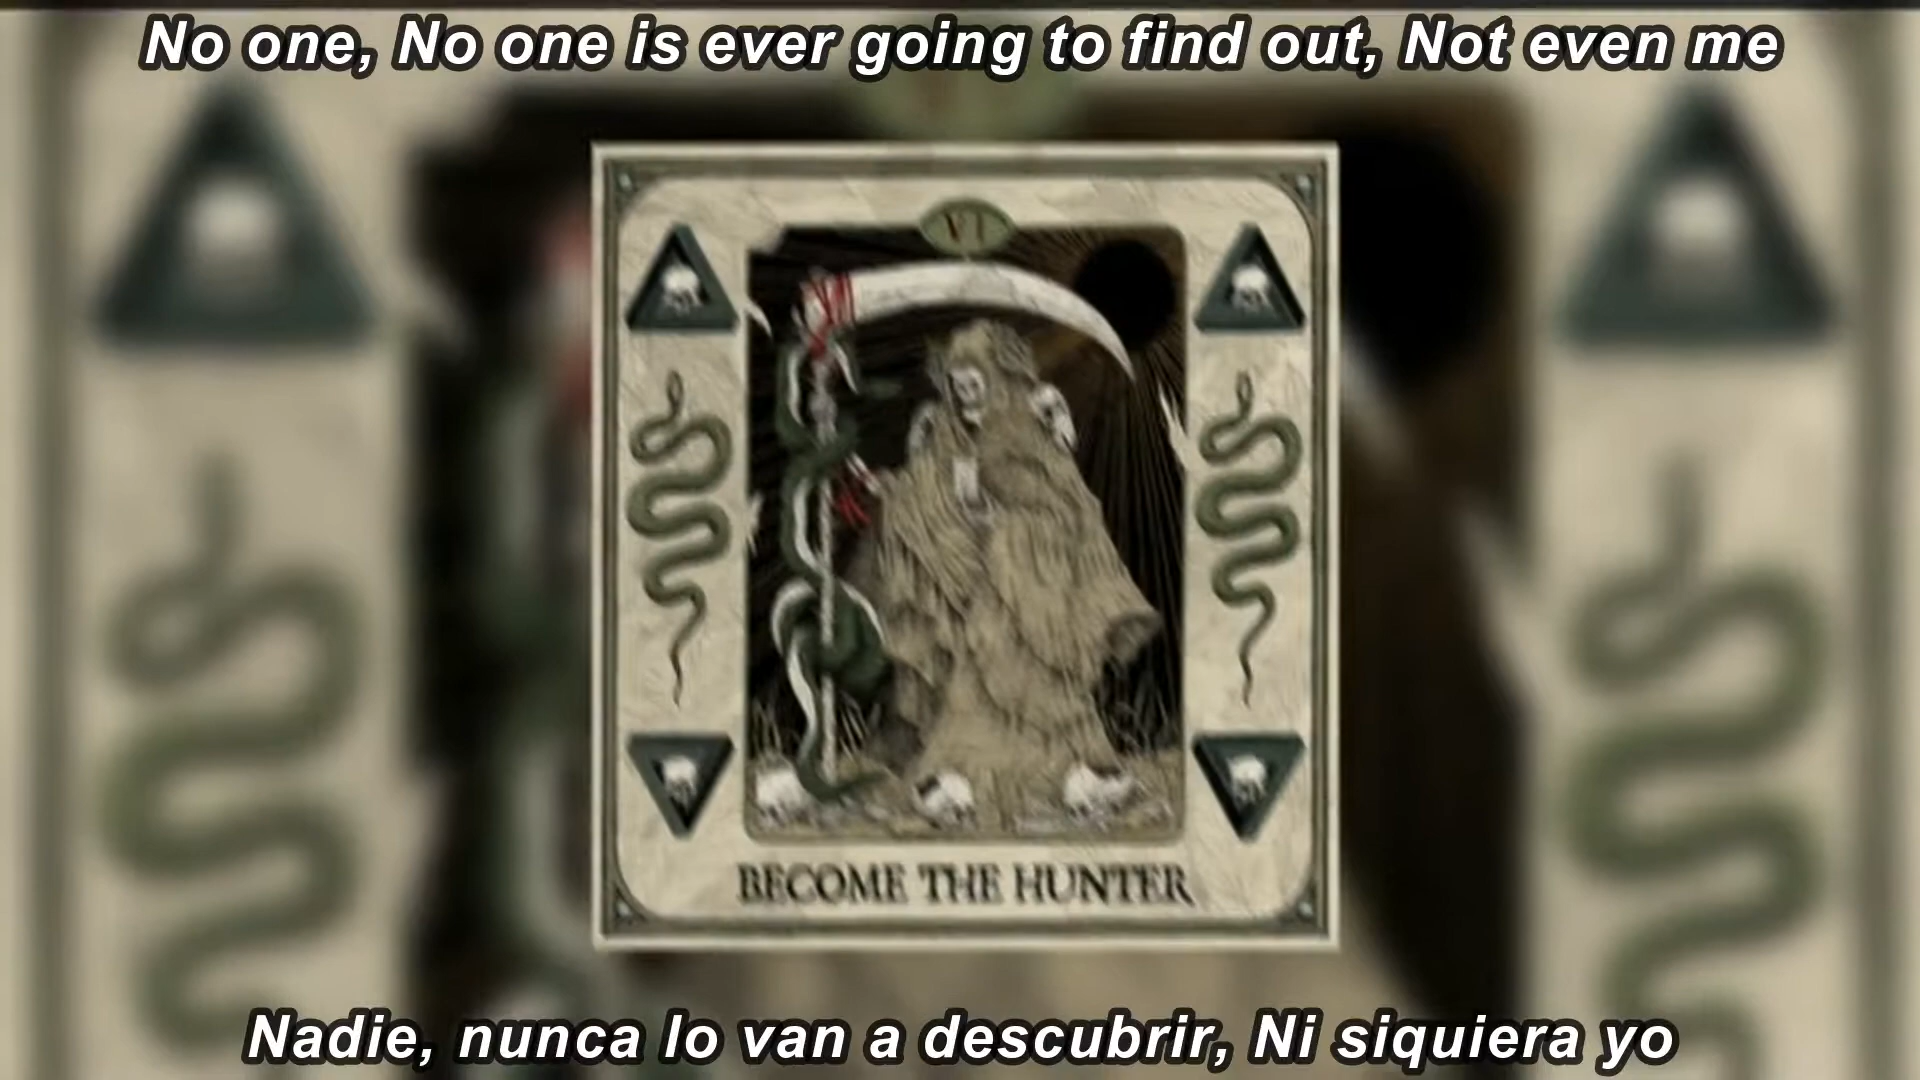 No one, No one is ever going to find out, Not even me
VI
BECOME THE HUNTER
Nadie, nunca lo van a descubrir, Ni siquiera yo